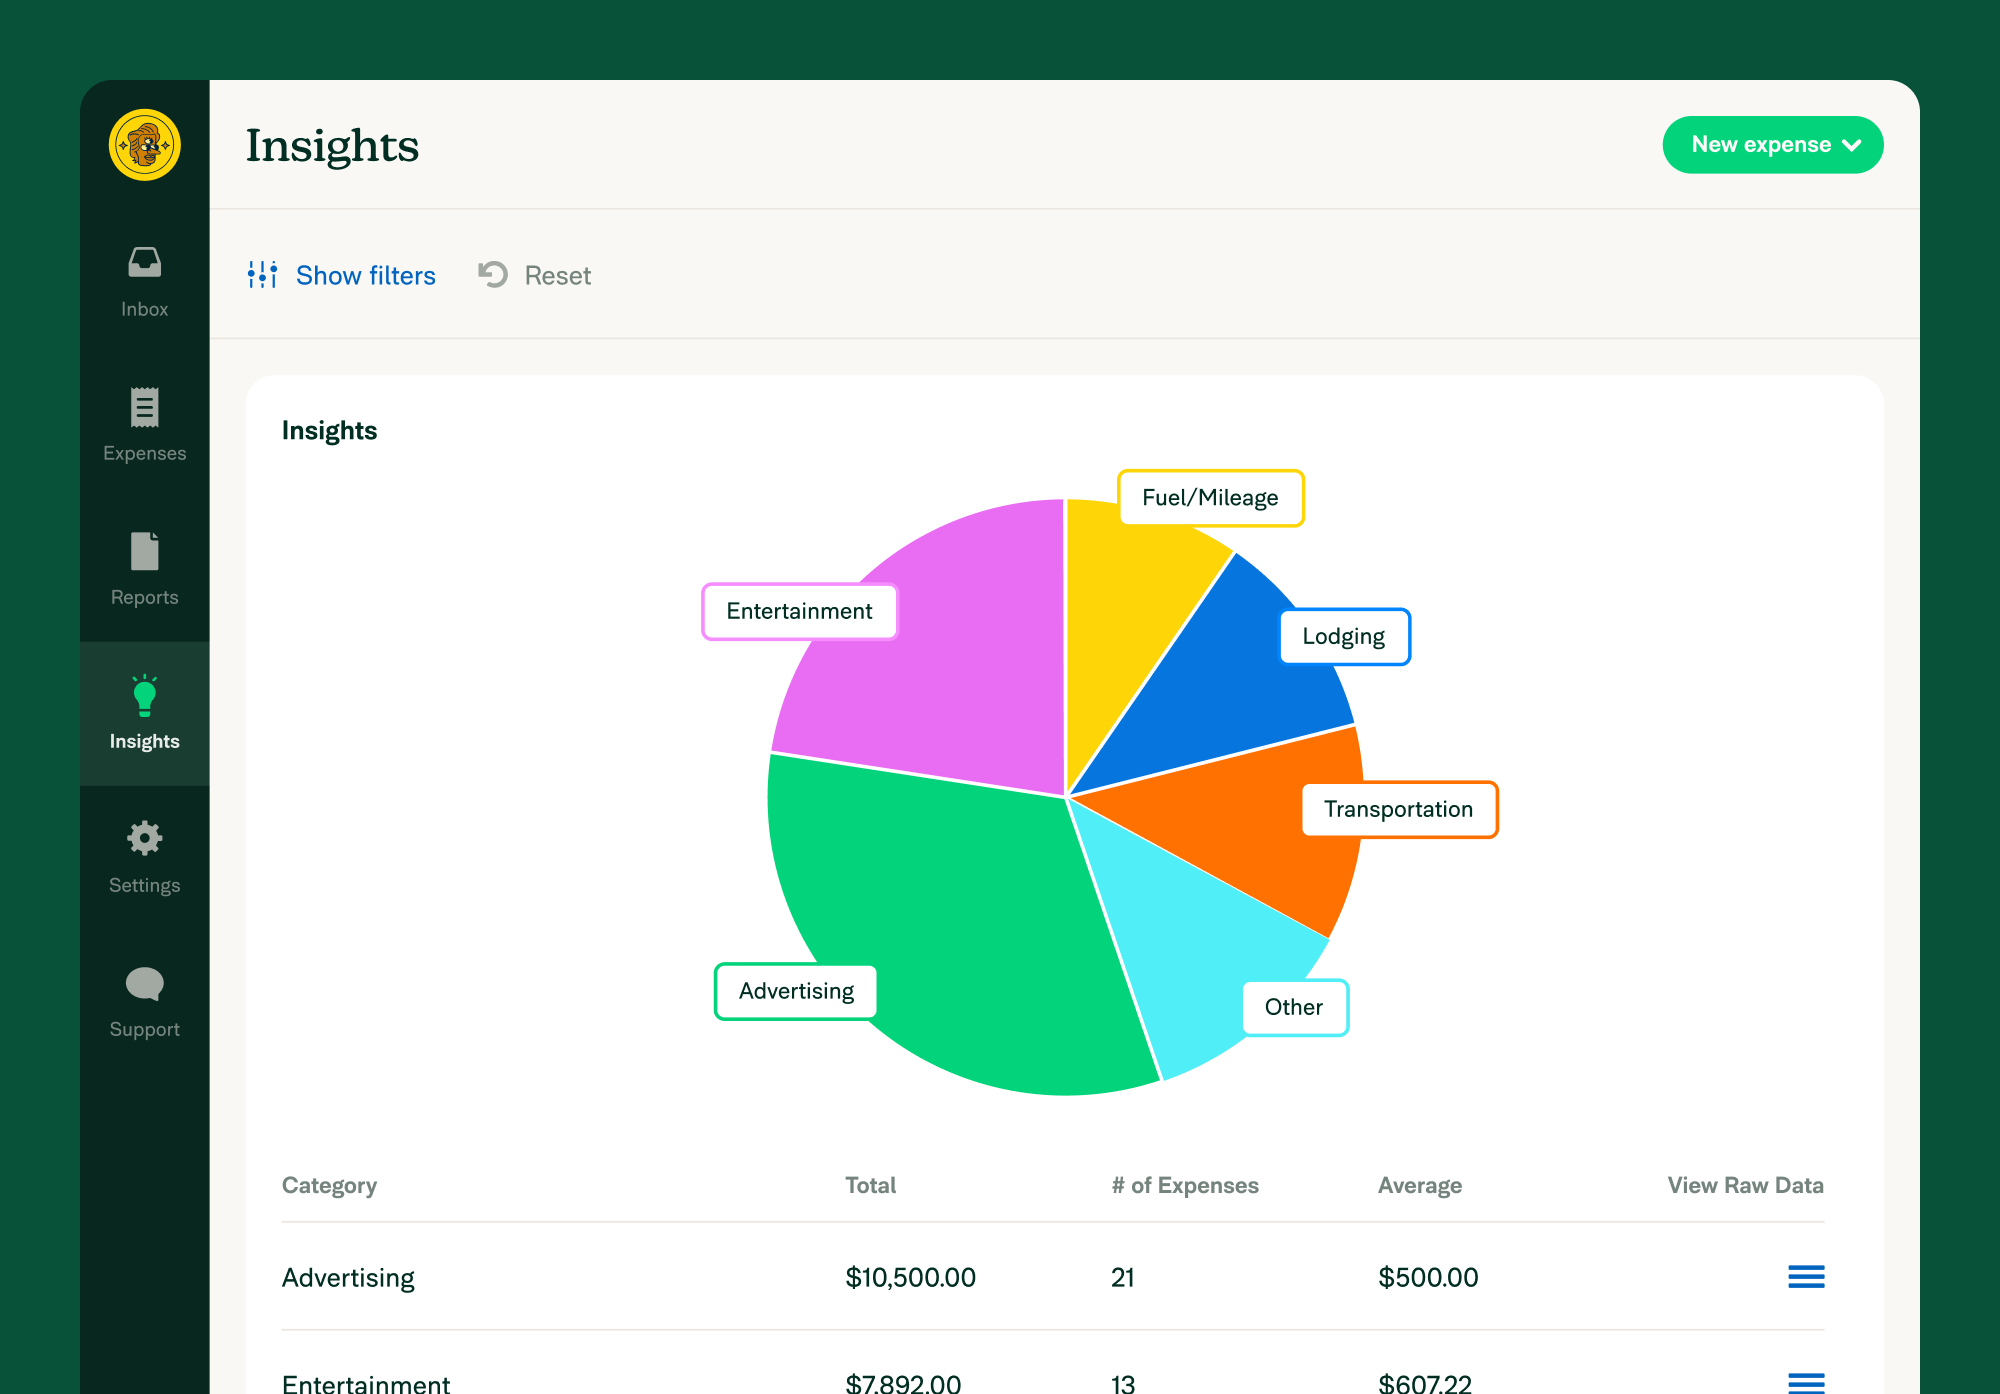 Insights
New expense
Inbox
Show filters
Reset
Expenses
Insights
Fuel/Mileage
Entertainment
Lodging
Reports
Insights
Transportation
Settings
Advertising
Other
Support
Category Total # of Expenses Average View Raw Data
Advertising $10,500.00 21 $500.00
Entertainment $7,892.00 13 $607.22